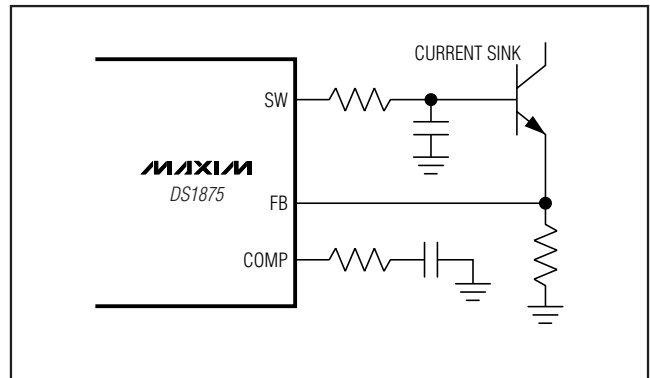 CURRENT SINK
SW
MAXIM
DS1875
FB
COMP